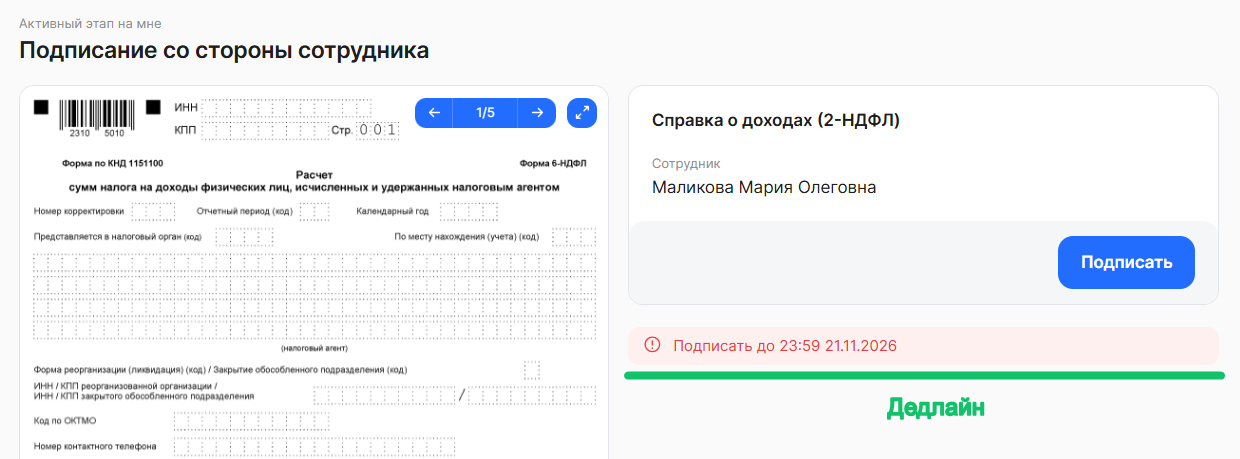 Активный этап на мне
Подписание со стороны сотрудника
2310 5010
ИНН
КПП
Стр. 001
1/5
Форма по КНД 1151100
Форма 6-НДФЛ
Расчет
сумм налога на доходы физических лиц, исчисленных и удержанных налоговым агентом
Номер корректировки Отчетный период (код) Календарный год
Представляется в налоговый орган (код) По месту нахождения (учета) (код)
(налоговый агент)
Форма реорганизации (ликвидация) (код) / Закрытие обособленного подразделения (код)
ИНН / КПП реорганизованной организации /
ИНН / КПП закрытого обособленного подразделения /
Код по ОКТМО
Номер контактного телефона
Справка о доходах (2-НДФЛ)
Сотрудник
Маликова Мария Олеговна
Подписать
Подписать до 23:59 21.11.2026
Дедлайн